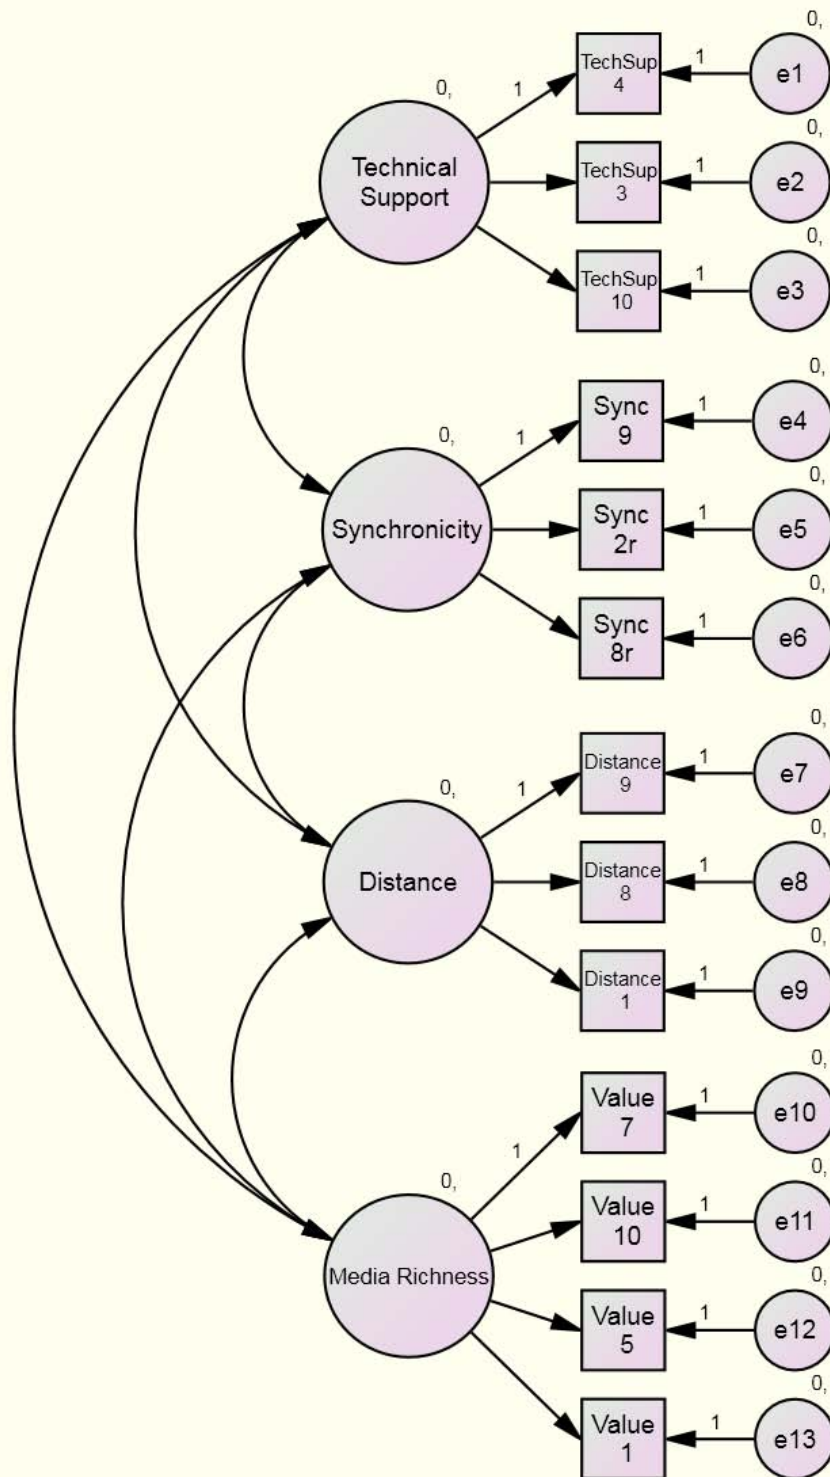 0,
TechSup
4
1
e1
0,
1
0,
Technical
Support
TechSup
3
1
e2
0,
TechSup
10
1
e3
0,
Sync
9
1
e4
0,
1
0,
Synchronicity
Sync
2r
1
e5
0,
Sync
8r
1
e6
0,
Distance
9
1
e7
0,
1
0,
Distance
Distance
8
1
e8
0,
Distance
1
1
e9
0,
Value
7
1
e10
0,
1
0,
Media Richness
Value
10
1
e11
0,
Value
5
1
e12
0,
Value
1
1
e13
0,